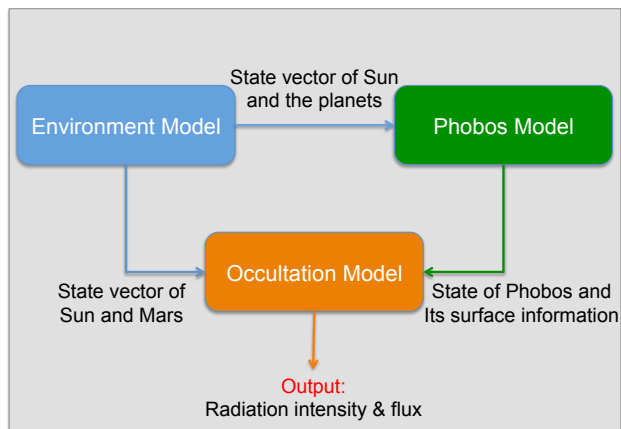 State vector of Sun
and the planets
Environment Model
Phobos Model
Occultation Model
State vector of
Sun and Mars
State of Phobos and
Its surface information
Output:
Radiation intensity & flux